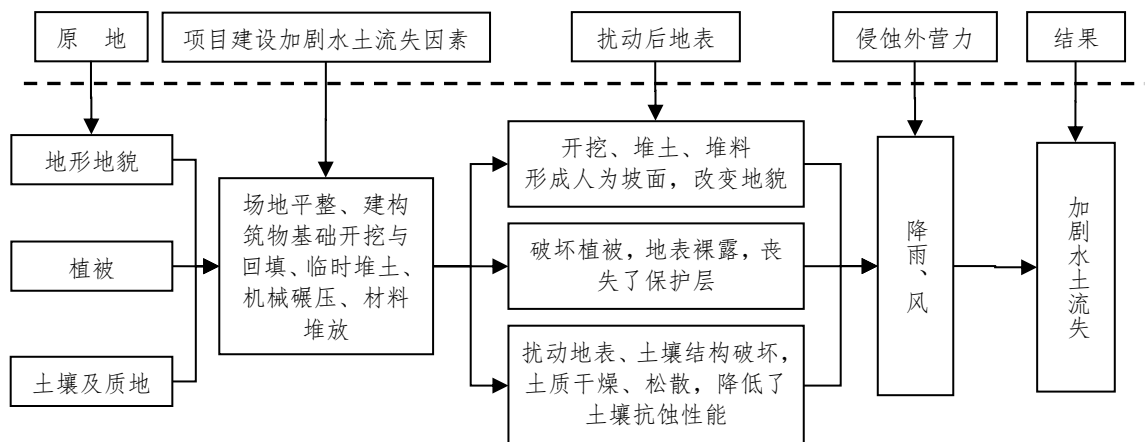 原 地
项目建设加剧水土流失因素
扰动后地表
侵蚀外营力
结果
地形地貌
植被
土壤及质地
场地平整、建构
筑物基础开挖与
回填、临时堆土、
机械碾压、材料
堆放
开挖、堆土、堆料
形成人为坡面，改变地貌
破坏植被，地表裸露，丧
失了保护层
扰动地表、土壤结构破坏，
土质干燥、松散，降低了
土壤抗蚀性能
降雨、风
加剧水土流失